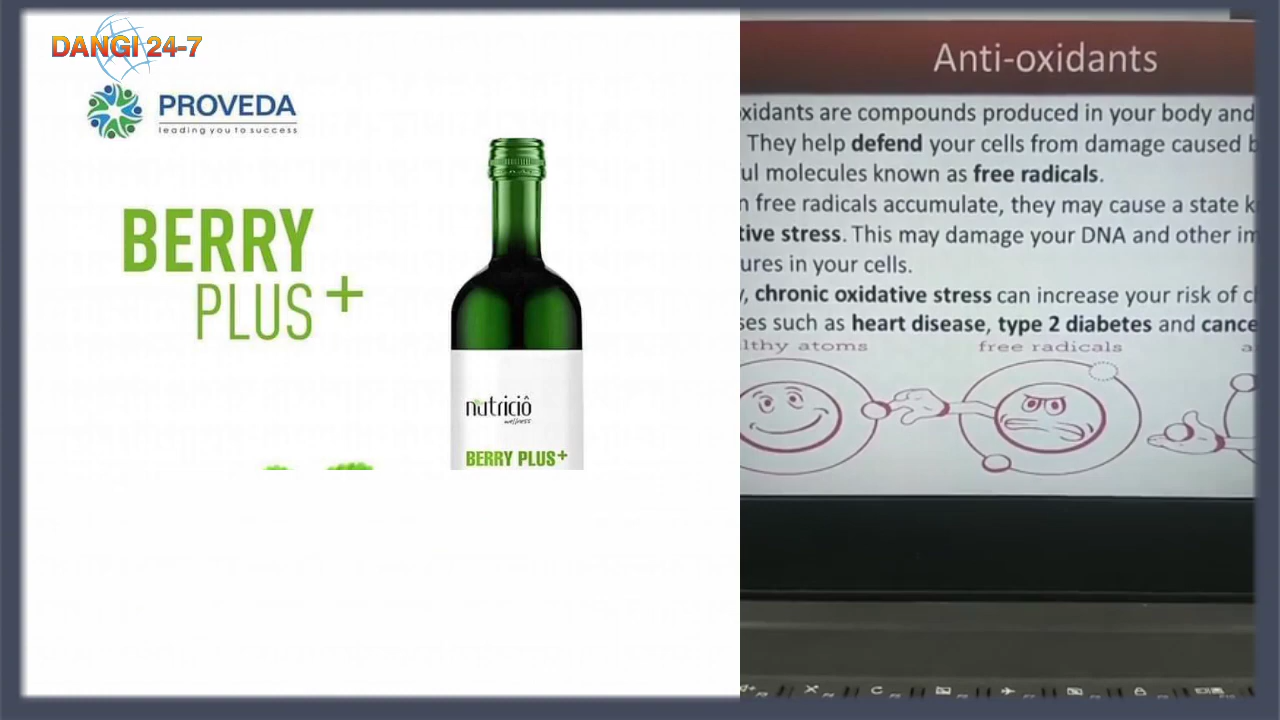 DANGI 24-7
PROVEDA
leading you to success
BERRY
PLUS+
nutriciô
wellness
BERRY PLUS+
Anti-oxidants
xidants are compounds produced in your body and
They help defend your cells from damage caused b
ul molecules known as free radicals.
n free radicals accumulate, they may cause a state k
tive stress. This may damage your DNA and other im
ures in your cells.
y, chronic oxidative stress can increase your risk of ch
ses such as heart disease, type 2 diabetes and cance
lthy atoms free radicals a